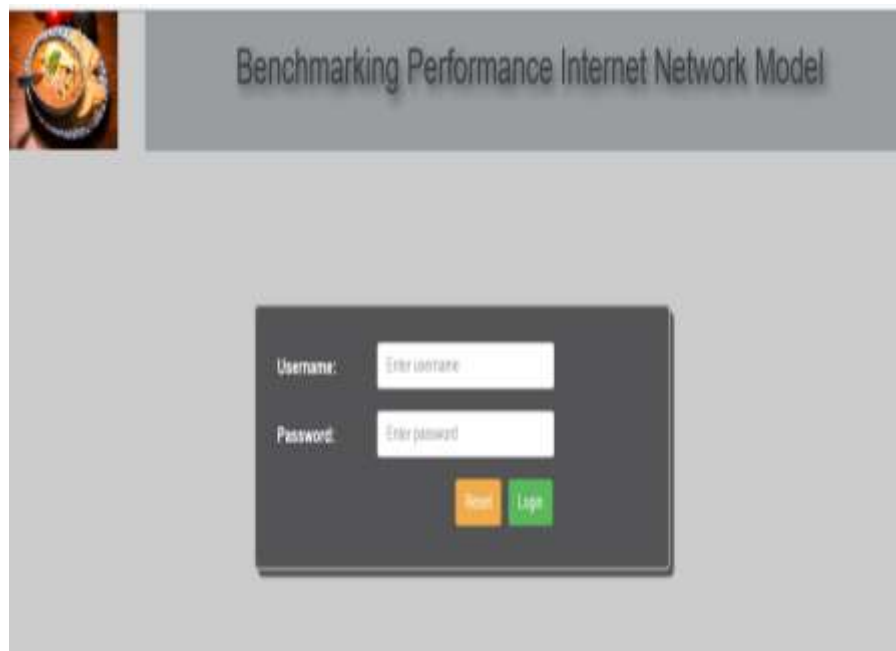 Benchmarking Performance Internet Network Model
Username:
Enter username
Password:
Enter password
Reset Login